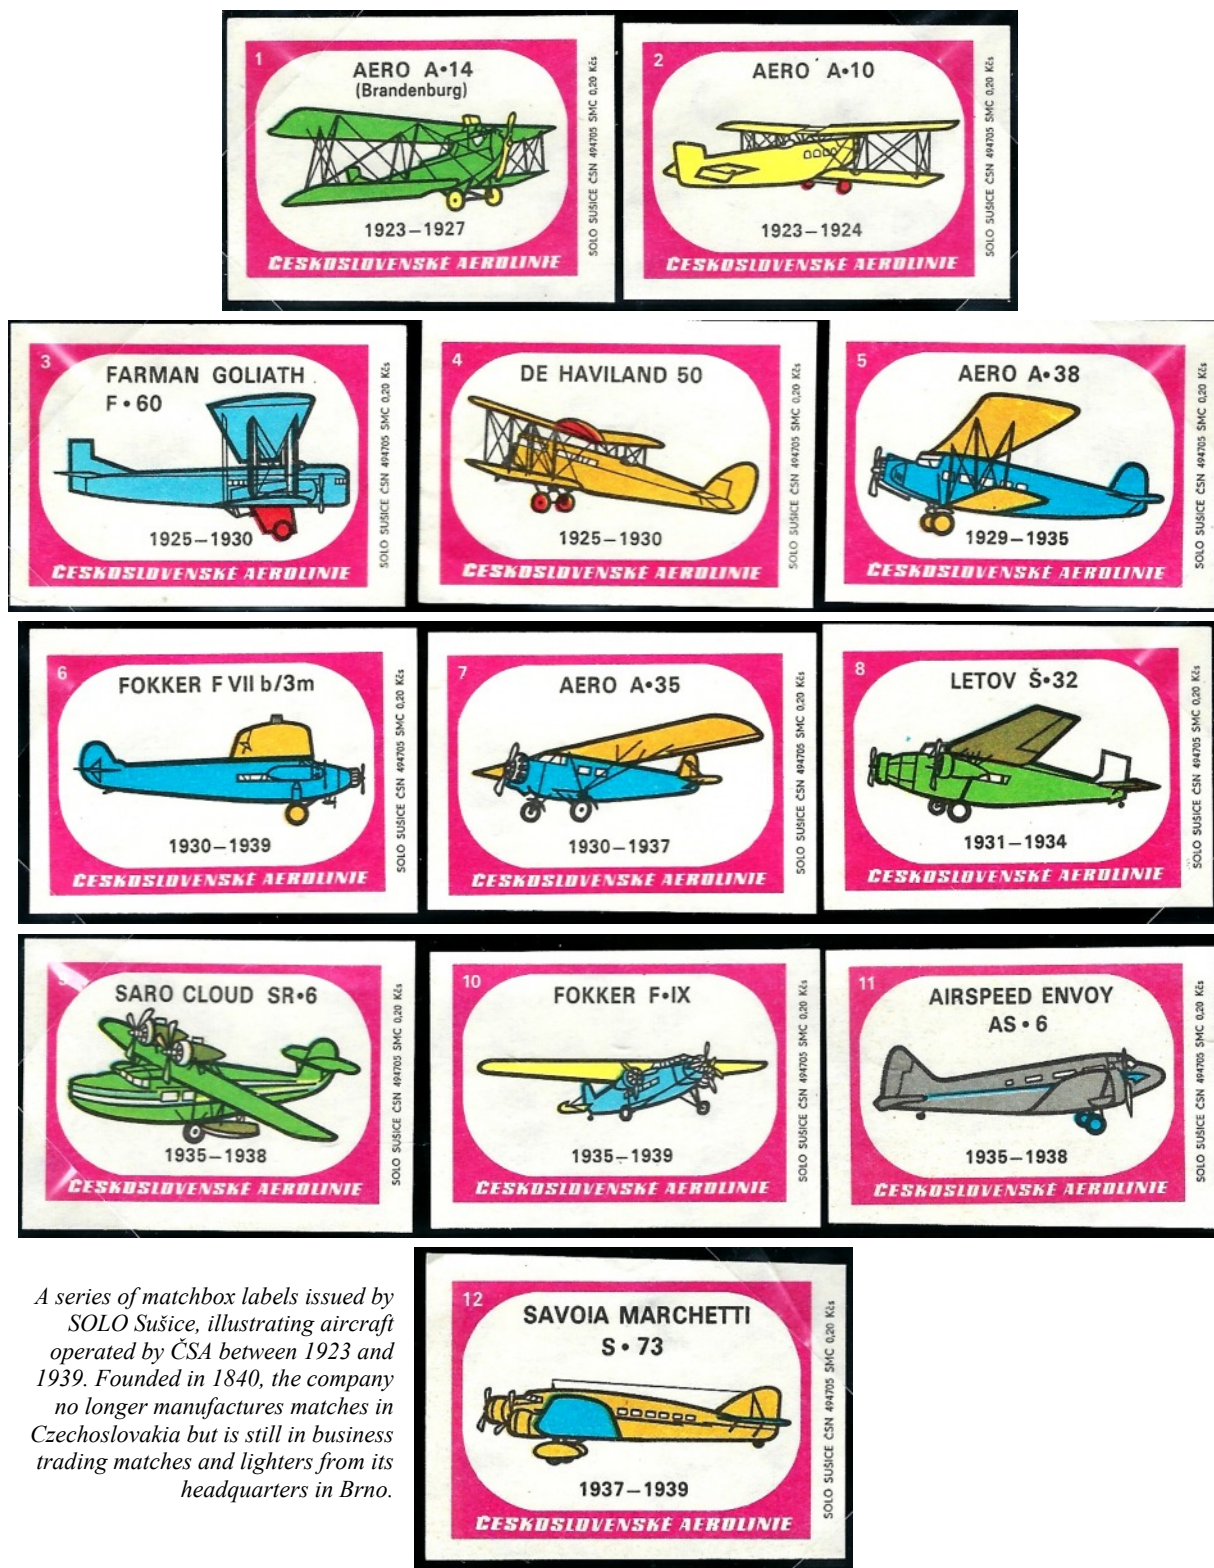 1
AERO A•14
(Brandenburg)
1923–1927
ČESKOSLOVENSKÉ AEROLINIE
SOLO SUŠICE ČSN 494705 SMC 0,20 Kčs
2
AERO A•10
1923–1924
ČESKOSLOVENSKÉ AEROLINIE
SOLO SUŠICE ČSN 494705 SMC 0,20 Kčs
3
FARMAN GOLIATH
F•60
1925–1930
ČESKOSLOVENSKÉ AEROLINIE
SOLO SUŠICE ČSN 494705 SMC 0,20 Kčs
4
DE HAVILAND 50
1925–1930
ČESKOSLOVENSKÉ AEROLINIE
SOLO SUŠICE ČSN 494705 SMC 0,20 Kčs
5
AERO A•38
1929–1935
ČESKOSLOVENSKÉ AEROLINIE
SOLO SUŠICE ČSN 494705 SMC 0,20 Kčs
6
FOKKER F VII b/3m
1930–1939
ČESKOSLOVENSKÉ AEROLINIE
SOLO SUŠICE ČSN 494705 SMC 0,20 Kčs
7
AERO A•35
1930–1937
ČESKOSLOVENSKÉ AEROLINIE
SOLO SUŠICE ČSN 494705 SMC 0,20 Kčs
8
LETOV Š•32
1931–1934
ČESKOSLOVENSKÉ AEROLINIE
SOLO SUŠICE ČSN 494705 SMC 0,20 Kčs
SARO CLOUD SR•6
1935–1938
ČESKOSLOVENSKÉ AEROLINIE
SOLO SUŠICE ČSN 494705 SMC 0,20 Kčs
10
FOKKER F•IX
1935–1939
ČESKOSLOVENSKÉ AEROLINIE
SOLO SUŠICE ČSN 494705 SMC 0,20 Kčs
11
AIRSPEED ENVOY
AS•6
1935–1938
ČESKOSLOVENSKÉ AEROLINIE
SOLO SUŠICE ČSN 494705 SMC 0,20 Kčs
A series of matchbox labels issued by
SOLO Sušice, illustrating aircraft
operated by ČSA between 1923 and
1939. Founded in 1840, the company
no longer manufactures matches in
Czechoslovakia but is still in business
trading matches and lighters from its
headquarters in Brno.
12
SAVOIA MARCHETTI
S•73
1937–1939
ČESKOSLOVENSKÉ AEROLINIE
SOLO SUŠICE ČSN 494705 SMC 0,20 Kčs